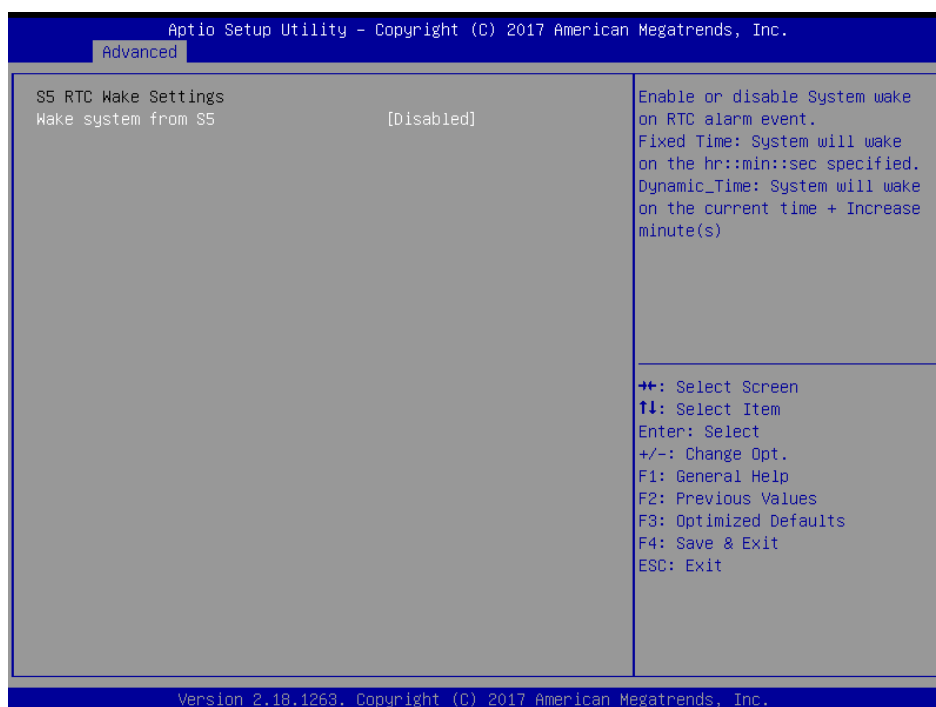 Aptio Setup Utility – Copyright (C) 2017 American Megatrends, Inc.
Advanced
S5 RTC Wake Settings
Wake system from S5 [Disabled]
Enable or disable System wake
on RTC alarm event.
Fixed Time: System will wake
on the hr::min::sec specified.
Dynamic_Time: System will wake
on the current time + Increase
minute(s)
→←: Select Screen
↑↓: Select Item
Enter: Select
+/-: Change Opt.
F1: General Help
F2: Previous Values
F3: Optimized Defaults
F4: Save & Exit
ESC: Exit
Version 2.18.1263. Copyright (C) 2017 American Megatrends, Inc.